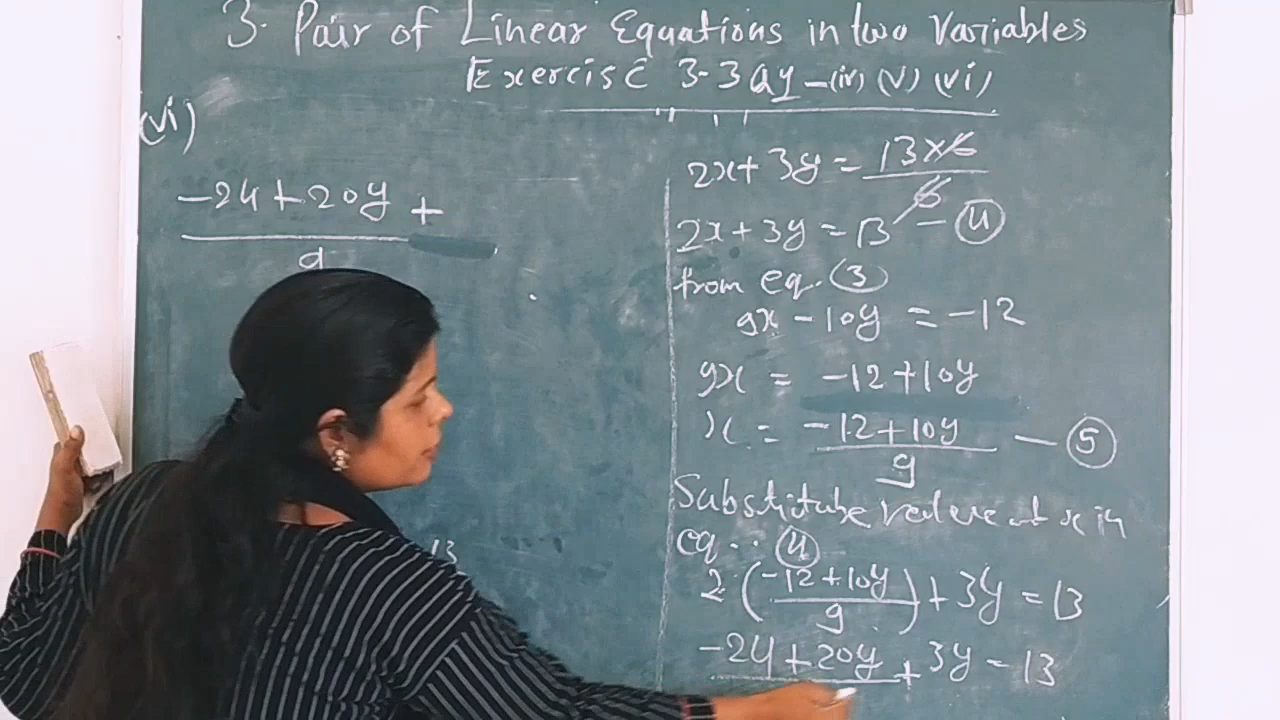 3. Pair of Linear Equations in two Variables
Exercise 3.3 Q1 - (iv) (v) (vi)
(vi)
-24 + 20y +
9
13
2x + 3y = 13×6
6
2x + 3y = 13 - (4)
from eq. (3)
9x - 10y = -12
9x = -12 + 10y
x = -12 + 10y - (5)
9
Substitute value of x in
eq. (4)
2 (-12 + 10y) + 3y = 13
9
-24 + 20y + 3y = 13